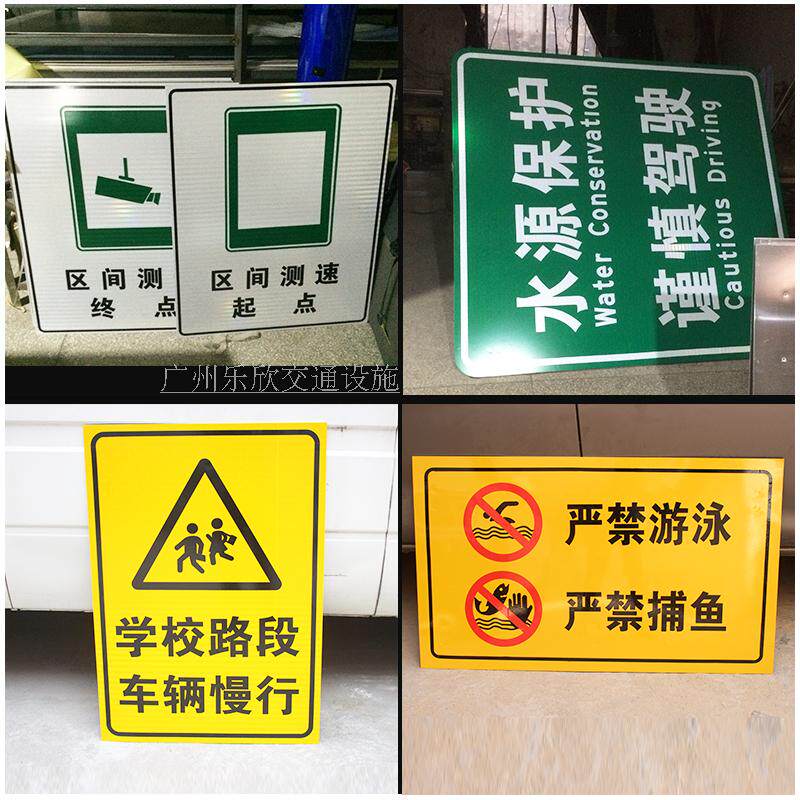 区间测
终点
区间测速
起点
水源保护
Water Conservation
谨慎驾驶
Cautious Driving
广州乐欣交通设施
学校路段
车辆慢行
严禁游泳
严禁捕鱼